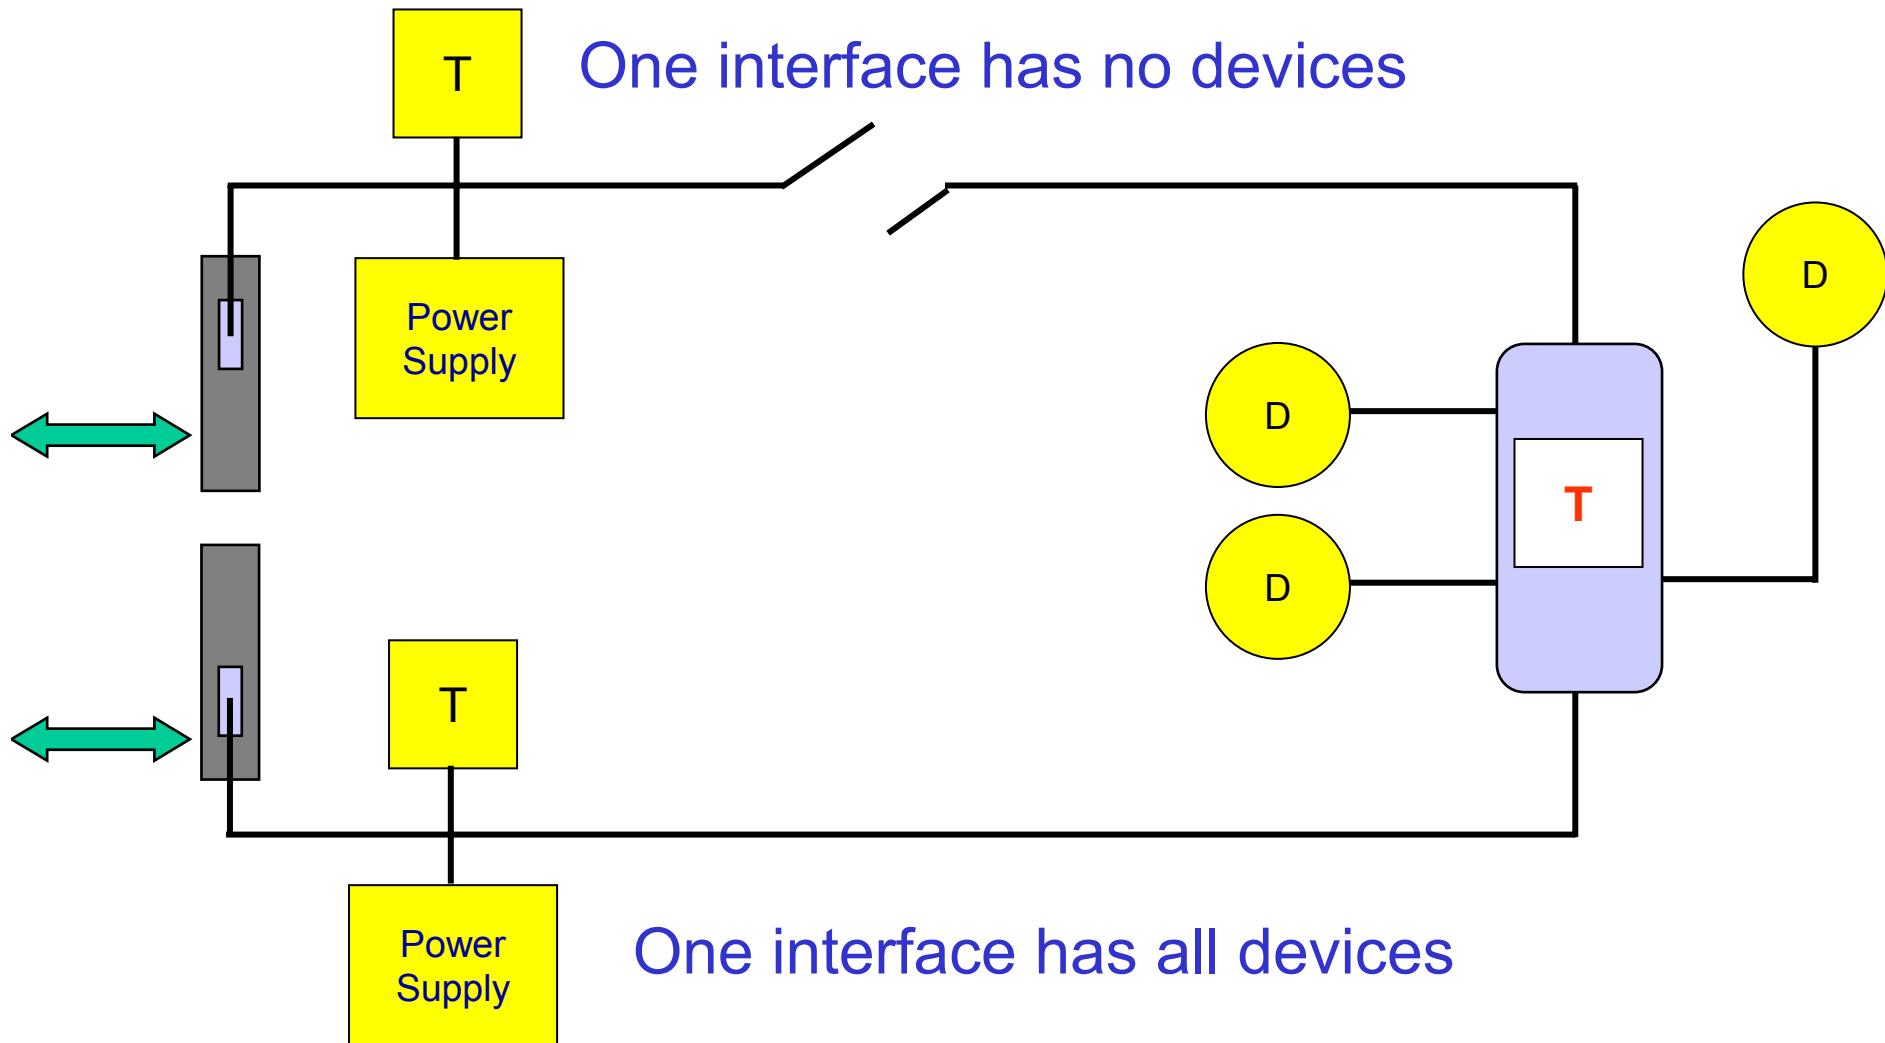 T
One interface has no devices
Power
Supply
D
D
T
D
T
Power
Supply
One interface has all devices